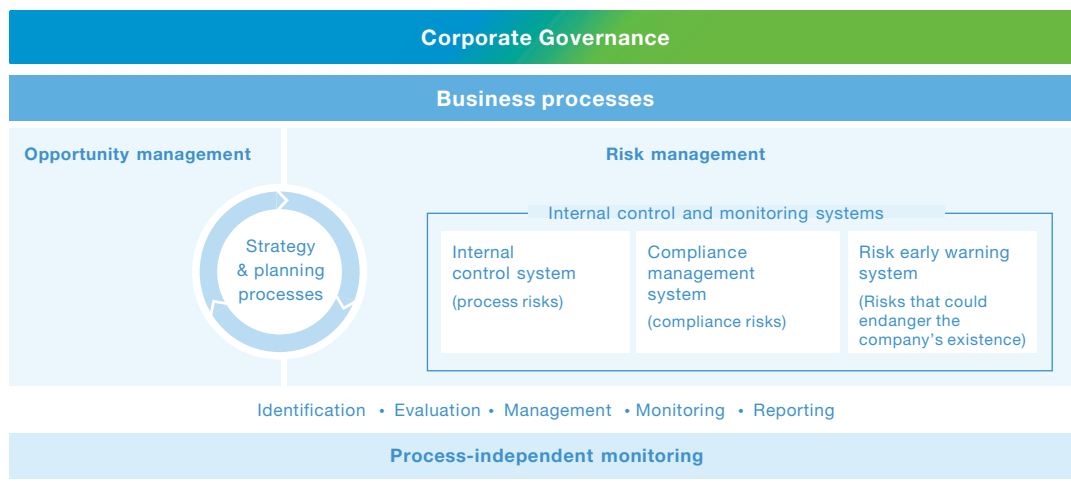 Corporate Governance
Business processes
Opportunity management
Risk management
Strategy
& planning
processes
Internal control and monitoring systems
Internal
control system
(process risks)
Compliance
management
system
(compliance risks)
Risk early warning
system
(Risks that could
endanger the
company’s existence)
Identification • Evaluation • Management • Monitoring • Reporting
Process-independent monitoring